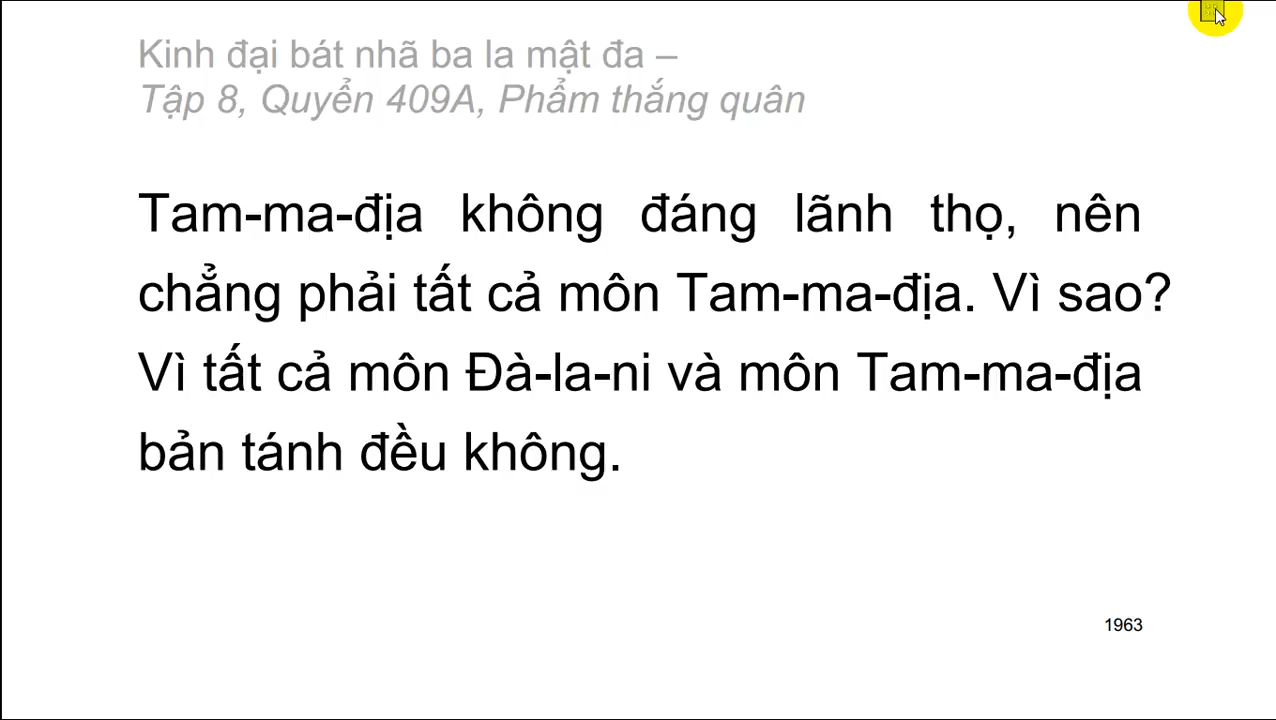 Kinh đại bát nhã ba la mật đa –
Tập 8, Quyển 409A, Phẩm thắng quân
Tam-ma-địa không đáng lãnh thọ, nên
chẳng phải tất cả môn Tam-ma-địa. Vì sao?
Vì tất cả môn Đà-la-ni và môn Tam-ma-địa
bản tánh đều không.
1963